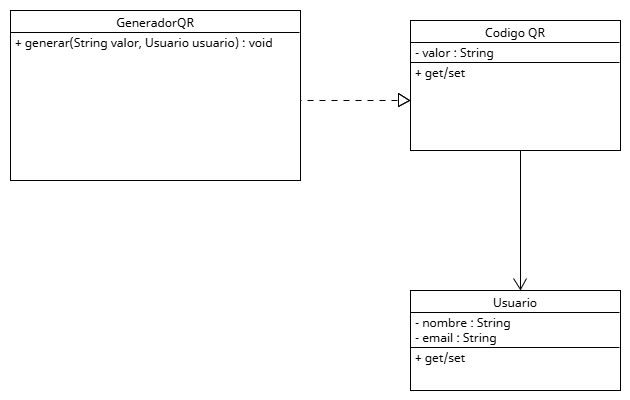 GeneradorQR
+ generar(String valor, Usuario usuario) : void
Codigo QR
- valor : String
+ get/set
Usuario
- nombre : String
- email : String
+ get/set